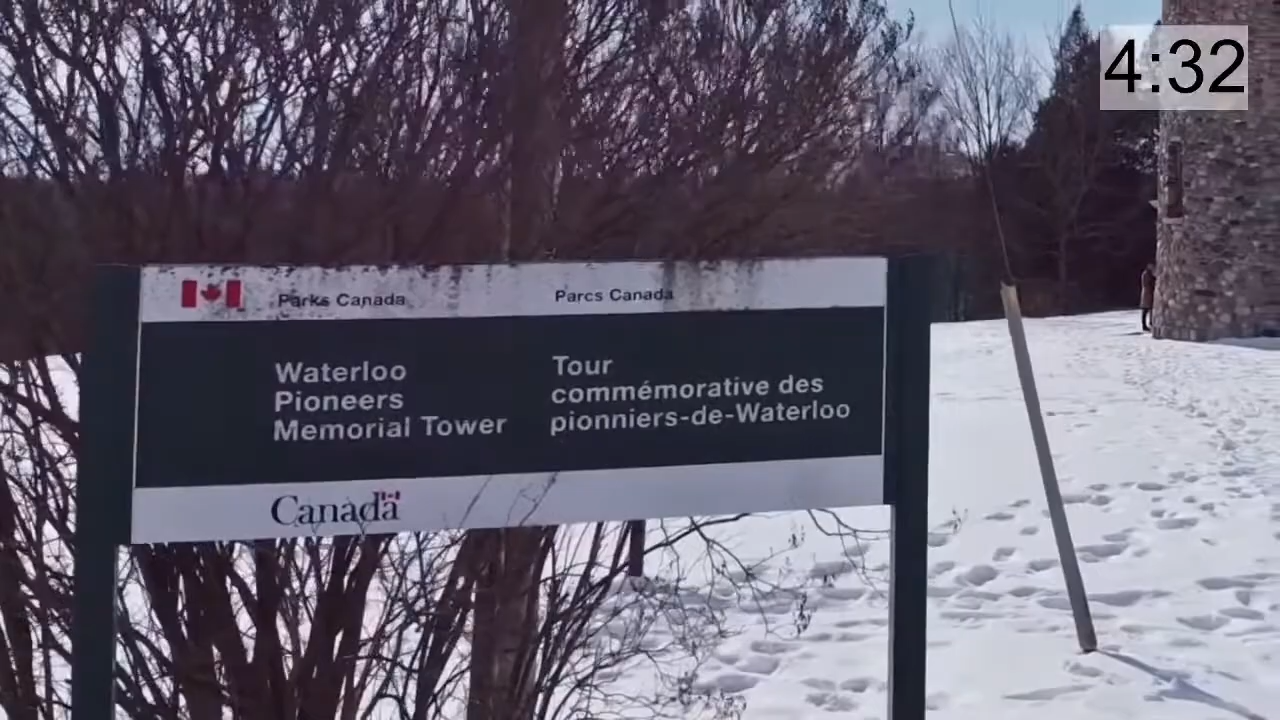 4:32
Parks Canada
Parcs Canada
Waterloo
Pioneers
Memorial Tower
Tour
commémorative des
pionniers-de-Waterloo
Canada